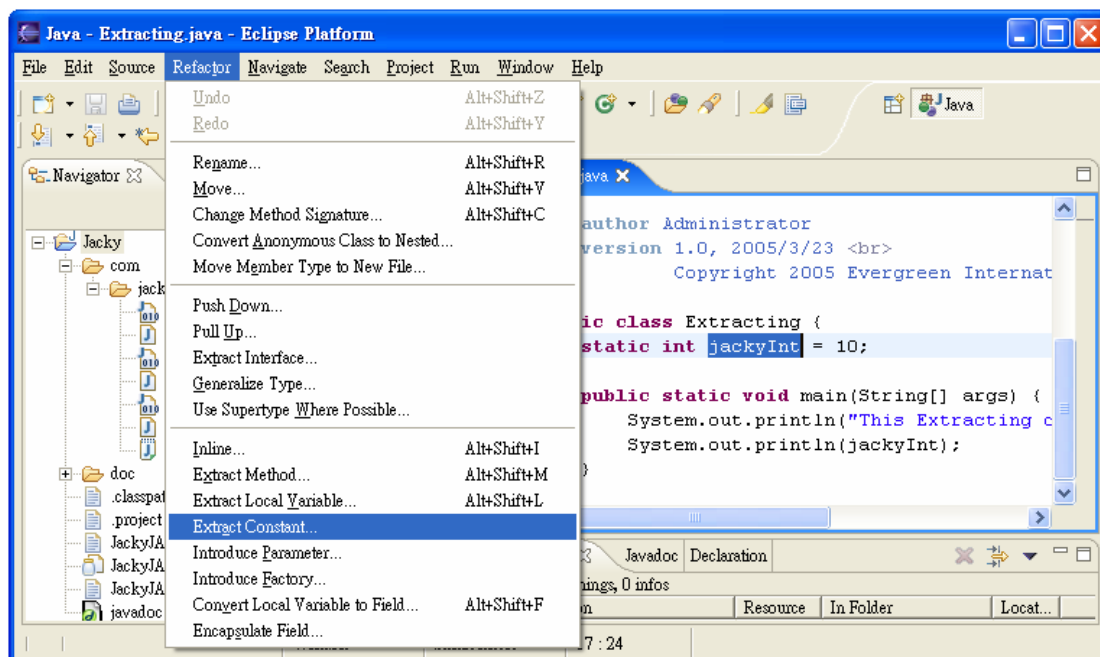 Java - Extracting.java - Eclipse Platform
File Edit Source Refactor Navigate Search Project Run Window Help
Java
Undo Alt+Shift+Z
Redo Alt+Shift+Y
Rename... Alt+Shift+R
Move... Alt+Shift+V
Change Method Signature... Alt+Shift+C
Convert Anonymous Class to Nested...
Move Member Type to New File...
Push Down...
Pull Up...
Extract Interface...
Generalize Type...
Use Supertype Where Possible...
Inline... Alt+Shift+I
Extract Method... Alt+Shift+M
Extract Local Variable... Alt+Shift+L
Extract Constant...
Introduce Parameter...
Introduce Factory...
Convert Local Variable to Field... Alt+Shift+F
Encapsulate Field...
Navigator
Jacky
com
jack
doc
.classpat
.project
JackyJA
JackyJA
JackyJA
javadoc
java
author Administrator
version 1.0, 2005/3/23 <br>
Copyright 2005 Evergreen Internat
ic class Extracting {
static int jackyInt = 10;
public static void main(String[] args) {
System.out.println("This Extracting c
System.out.println(jackyInt);
}
Javadoc Declaration
nings, 0 infos
on Resource In Folder Locat...
7 : 24